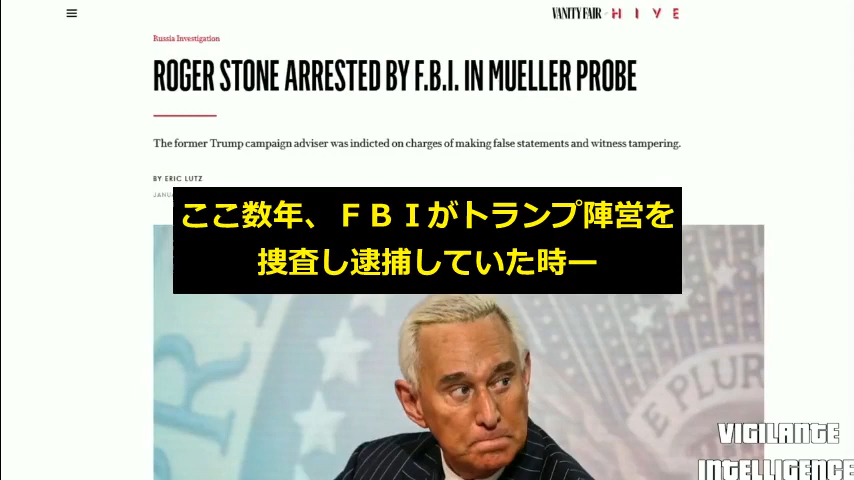 VANITY FAIR HIVE
Russia Investigation
ROGER STONE ARRESTED BY F.B.I. IN MUELLER PROBE
The former Trump campaign adviser was indicted on charges of making false statements and witness tampering.
BY ERIC LUTZ
ここ数年、ＦＢＩがトランプ陣営を
捜査し逮捕していた時ー
E PLUR
VIGILANTE
INTELLIGENCE